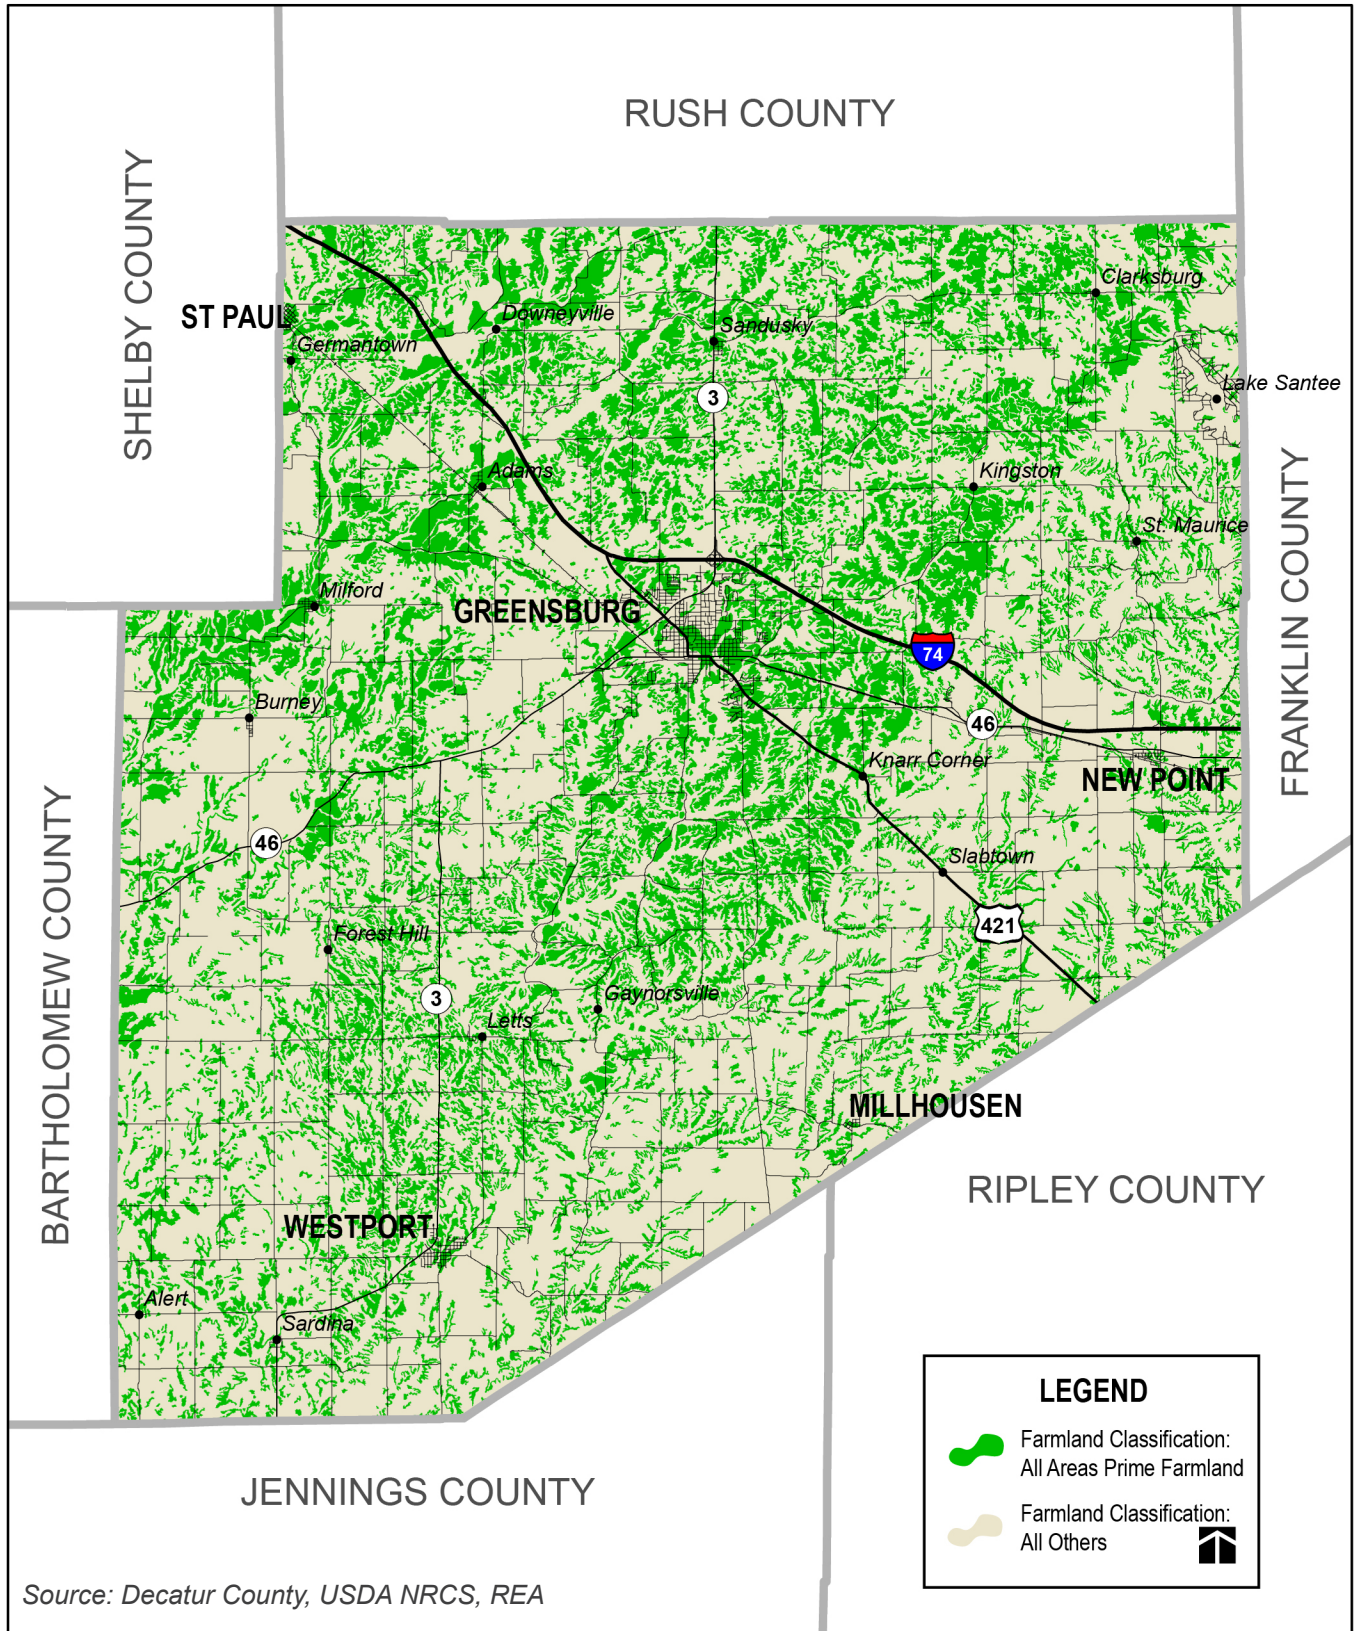 RUSH COUNTY
SHELBY COUNTY
Clarksburg
ST PAUL
Downeyville
Sandusky
Germantown
Lake Santee
3
Adams
Kingston
St. Maurice
FRANKLIN COUNTY
Milford
GREENSBURG
74
Burney
46
Knarr Corner
NEW POINT
BARTHOLOMEW COUNTY
46
Slabtown
421
Forest Hill
3
Gaynorsville
Letts
MILLHOUSEN
RIPLEY COUNTY
WESTPORT
Alert
Sardina
LEGEND
Farmland Classification:
All Areas Prime Farmland
Farmland Classification:
All Others
JENNINGS COUNTY
Source: Decatur County, USDA NRCS, REA